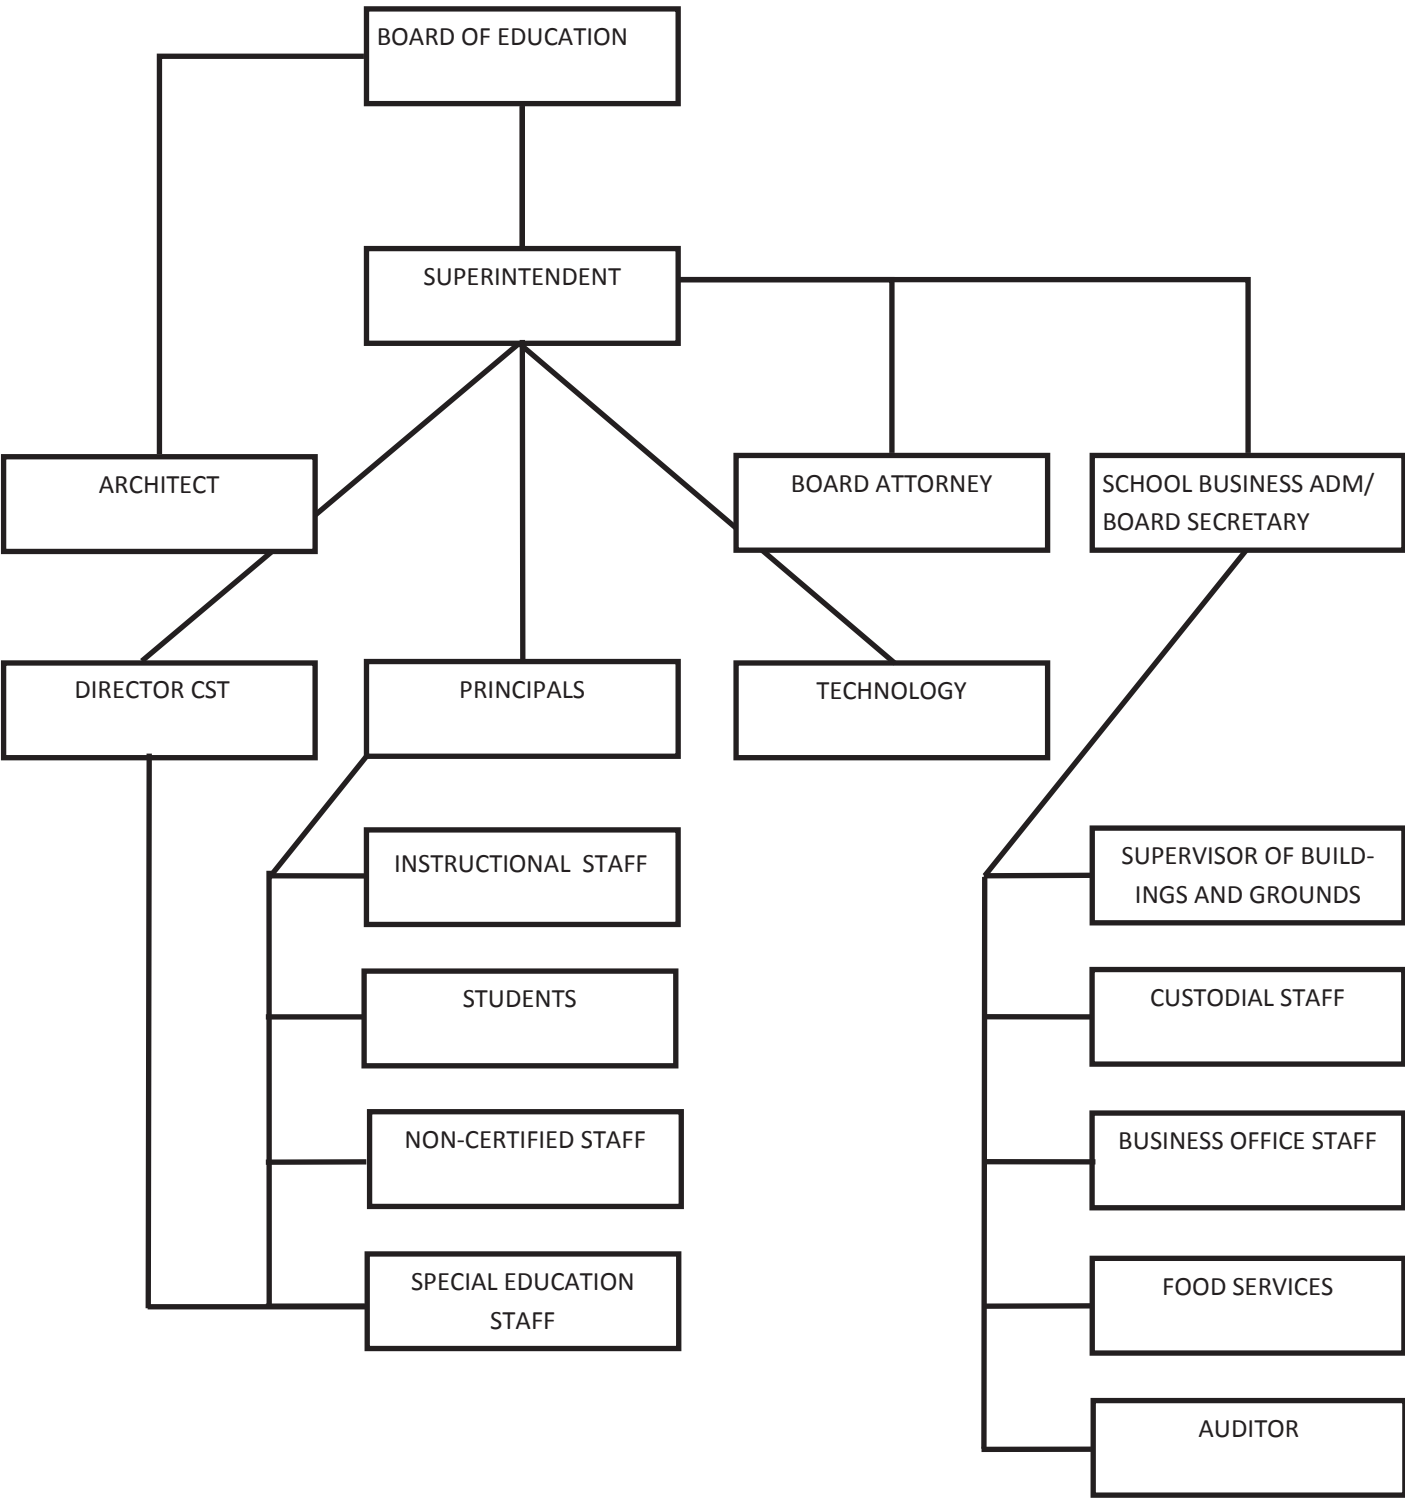 BOARD OF EDUCATION
SUPERINTENDENT
ARCHITECT
BOARD ATTORNEY
SCHOOL BUSINESS ADM/
BOARD SECRETARY
DIRECTOR CST
PRINCIPALS
TECHNOLOGY
INSTRUCTIONAL STAFF
STUDENTS
NON-CERTIFIED STAFF
SPECIAL EDUCATION
STAFF
SUPERVISOR OF BUILD-
INGS AND GROUNDS
CUSTODIAL STAFF
BUSINESS OFFICE STAFF
FOOD SERVICES
AUDITOR